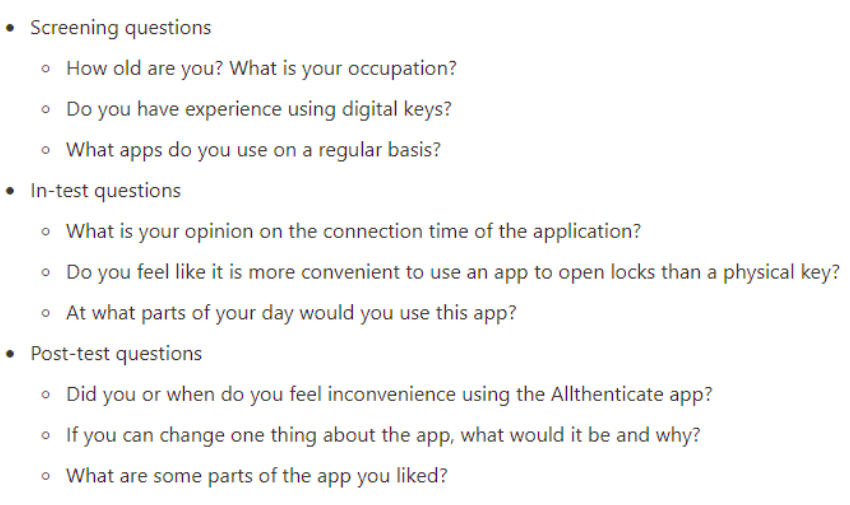 Screening questions
How old are you? What is your occupation?
Do you have experience using digital keys?
What apps do you use on a regular basis?
In-test questions
What is your opinion on the connection time of the application?
Do you feel like it is more convenient to use an app to open locks than a physical key?
At what parts of your day would you use this app?
Post-test questions
Did you or when do you feel inconvenience using the Allthenticate app?
If you can change one thing about the app, what would it be and why?
What are some parts of the app you liked?